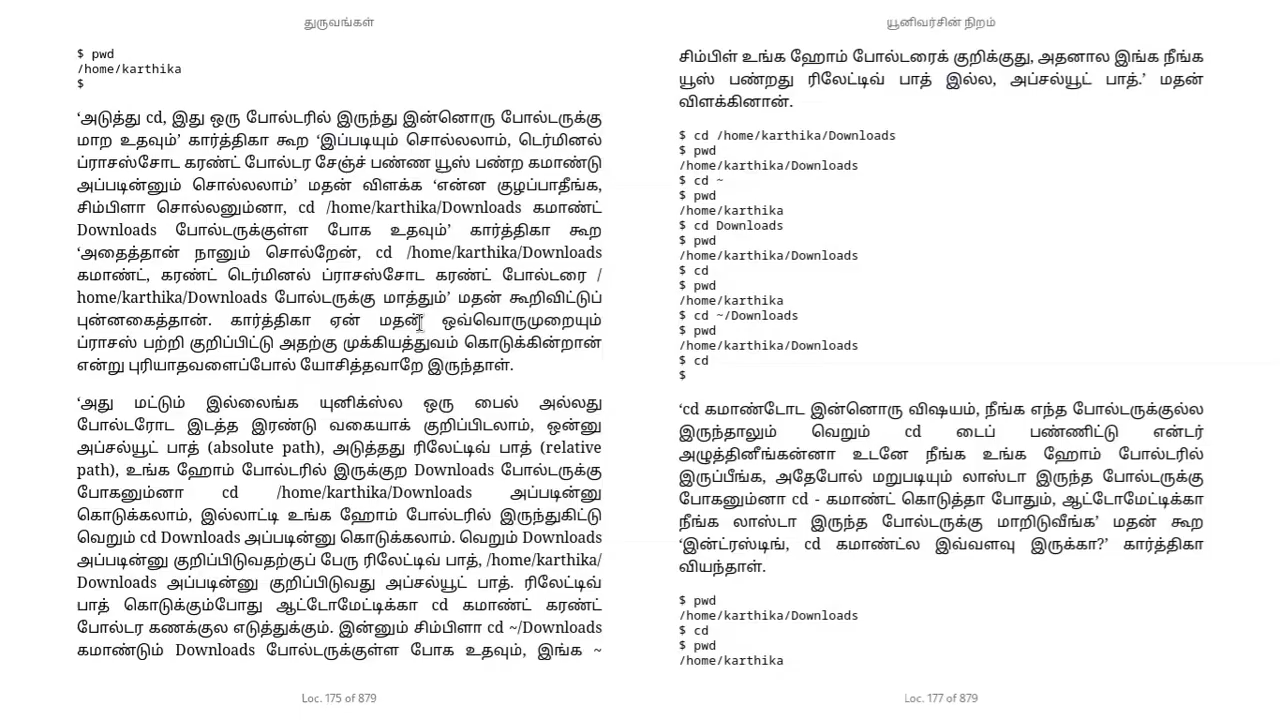 துருவங்கள்
$ pwd
/home/karthika
$
‘அடுத்து cd, இது ஒரு போல்டரில் இருந்து இன்னொரு போல்டருக்கு
மாற உதவும்’ கார்த்திகா கூற ‘இப்படியும் சொல்லலாம், டெர்மினல்
ப்ராசஸ்சோட கரண்ட் போல்டர சேஞ்ச் பண்ண யூஸ் பண்ற கமாண்டு
அப்படின்னும் சொல்லலாம்’ மதன் விளக்க ‘என்ன குழப்பாதீங்க,
சிம்பிளா சொல்லனும்னா, cd /home/karthika/Downloads கமாண்ட்
Downloads போல்டருக்குள்ள போக உதவும்’ கார்த்திகா கூற
‘அதைத்தான் நானும் சொல்றேன், cd /home/karthika/Downloads
கமாண்ட், கரண்ட் டெர்மினல் ப்ராசஸ்சோட கரண்ட் போல்டரை /
home/karthika/Downloads போல்டருக்கு மாத்தும்’ மதன் கூறிவிட்டுப்
புன்னகைத்தான். கார்த்திகா ஏன் மதன் ஒவ்வொருமுறையும்
ப்ராசஸ் பற்றி குறிப்பிட்டு அதற்கு முக்கியத்துவம் கொடுக்கின்றான்
என்று புரியாதவளைப்போல் யோசித்தவாறே இருந்தாள்.
‘அது மட்டும் இல்லைங்க யுனிக்ஸ்ல ஒரு பைல் அல்லது
போல்டரோட இடத்த இரண்டு வகையாக் குறிப்பிடலாம், ஒன்னு
அப்சல்யூட் பாத் (absolute path), அடுத்தது ரிலேட்டிவ் பாத் (relative
path), உங்க ஹோம் போல்டரில் இருக்குற Downloads போல்டருக்கு
போகனும்னா cd /home/karthika/Downloads அப்படின்னு
கொடுக்கலாம், இல்லாட்டி உங்க ஹோம் போல்டரில் இருந்துகிட்டு
வெறும் cd Downloads அப்படின்னு கொடுக்கலாம். வெறும் Downloads
அப்படின்னு குறிப்பிடுவதற்குப் பேரு ரிலேட்டிவ் பாத், /home/karthika/
Downloads அப்படின்னு குறிப்பிடுவது அப்சல்யூட் பாத். ரிலேட்டிவ்
பாத் கொடுக்கும்போது ஆட்டோமேட்டிக்கா cd கமாண்ட் கரண்ட்
போல்டர கணக்குல எடுத்துக்கும். இன்னும் சிம்பிளா cd ~/Downloads
கமாண்டும் Downloads போல்டருக்குள்ள போக உதவும், இங்க ~
Loc. 175 of 879
யூனிவர்சின் நிறம்
சிம்பிள் உங்க ஹோம் போல்டரைக் குறிக்குது, அதனால இங்க நீங்க
யூஸ் பண்றது ரிலேட்டிவ் பாத் இல்ல, அப்சல்யூட் பாத்.’ மதன்
விளக்கினான்.
$ cd /home/karthika/Downloads
$ pwd
/home/karthika/Downloads
$ cd ~
$ pwd
/home/karthika
$ cd Downloads
$ pwd
/home/karthika/Downloads
$ cd
$ pwd
/home/karthika
$ cd ~/Downloads
$ pwd
/home/karthika/Downloads
$ cd
$
‘cd கமாண்டோட இன்னொரு விஷயம், நீங்க எந்த போல்டருக்குல்ல
இருந்தாலும் வெறும் cd டைப் பண்ணிட்டு என்டர்
அழுத்தினீங்கன்னா உடனே நீங்க உங்க ஹோம் போல்டரில்
இருப்பீங்க, அதேபோல் மறுபடியும் லாஸ்டா இருந்த போல்டருக்கு
போகனும்னா cd - கமாண்ட் கொடுத்தா போதும், ஆட்டோமேட்டிக்கா
நீங்க லாஸ்டா இருந்த போல்டருக்கு மாறிடுவீங்க’ மதன் கூற
‘இன்ட்ரஸ்டிங், cd கமாண்ட்ல இவ்வளவு இருக்கா?’ கார்த்திகா
வியந்தாள்.
$ pwd
/home/karthika/Downloads
$ cd
$ pwd
/home/karthika
Loc. 177 of 879